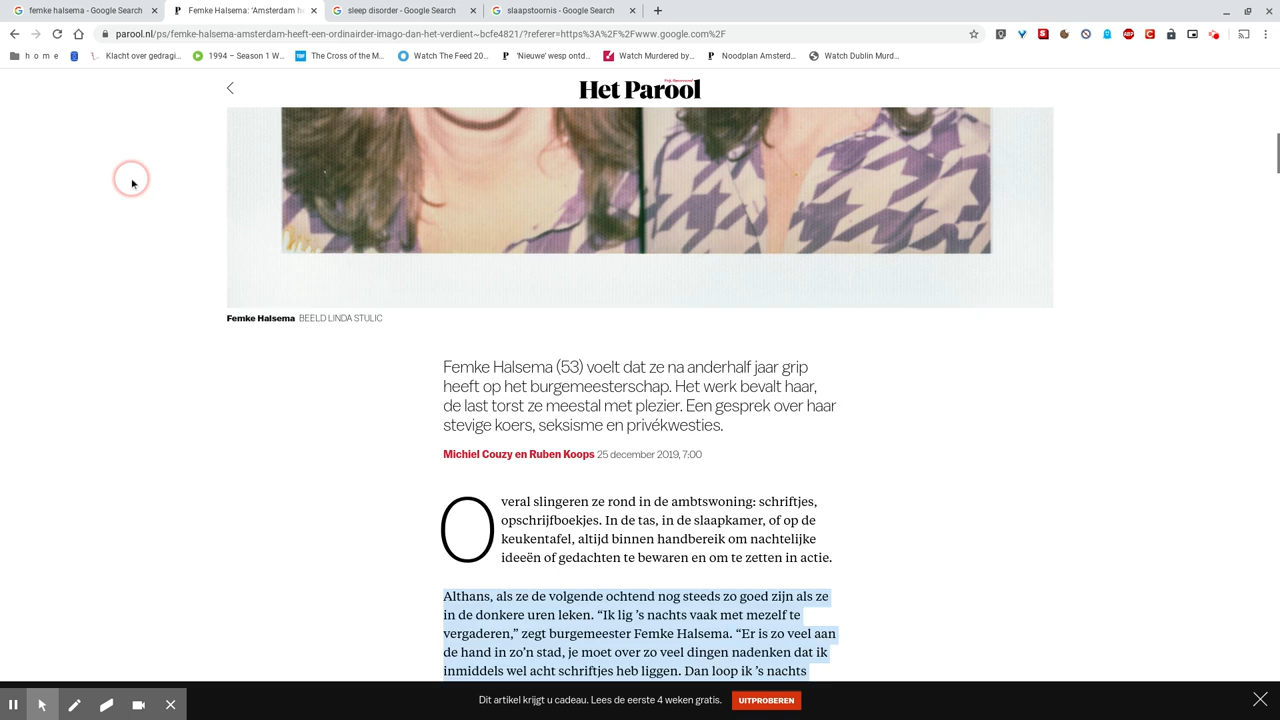 femke halsema - Google Search
Femke Halsema: 'Amsterdam he
sleep disorder - Google Search
slaapstoornis - Google Search
parool.nl/ps/femke-halsema-amsterdam-heeft-een-ordinairder-imago-dan-het-verdient~bcfe4821/?referer=https%3A%2F%2Fwww.google.com%2F
h o m e
Klacht over gedragi...
1994 – Season 1 W...
The Cross of the M...
Watch The Feed 20...
'Nieuwe' wesp ontd...
Watch Murdered by...
Noodplan Amsterd...
Watch Dublin Murd...
Het Parool
Femke Halsema BEELD LINDA STULIC
Femke Halsema (53) voelt dat ze na anderhalf jaar grip
heeft op het burgemeesterschap. Het werk bevalt haar,
de last torst ze meestal met plezier. Een gesprek over haar
stevige koers, seksisme en privékwesties.
Michiel Couzy en Ruben Koops 25 december 2019, 7:00
Overal slingeren ze rond in de ambtswoning: schriftjes,
opschrijfboekjes. In de tas, in de slaapkamer, of op de
keukentafel, altijd binnen handbereik om nachtelijke
ideeën of gedachten te bewaren en om te zetten in actie.
Althans, als ze de volgende ochtend nog steeds zo goed zijn als ze
in de donkere uren leken. “Ik lig ’s nachts vaak met mezelf te
vergaderen,” zegt burgemeester Femke Halsema. “Er is zo veel aan
de hand in zo’n stad, je moet over zo veel dingen nadenken dat ik
inmiddels wel acht schriftjes heb liggen. Dan loop ik ’s nachts
Dit artikel krijgt u cadeau. Lees de eerste 4 weken gratis.
UITPROBEREN